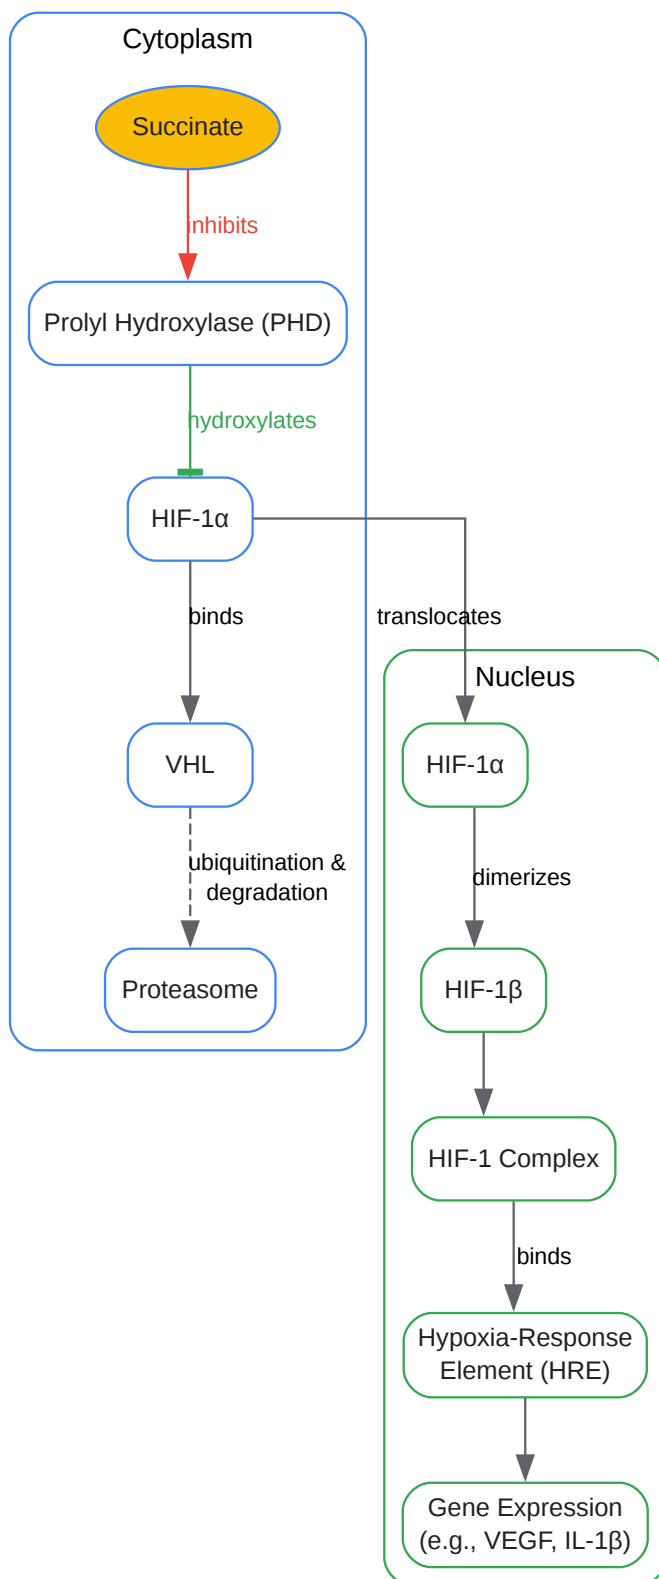 Cytoplasm
Succinate
inhibits
Prolyl Hydroxylase (PHD)
hydroxylates
HIF-1α
binds
translocates
Nucleus
VHL
HIF-1α
ubiquitination &
degradation
dimerizes
Proteasome
HIF-1β
HIF-1 Complex
binds
Hypoxia-Response
Element (HRE)
Gene Expression
(e.g., VEGF, IL-1β)